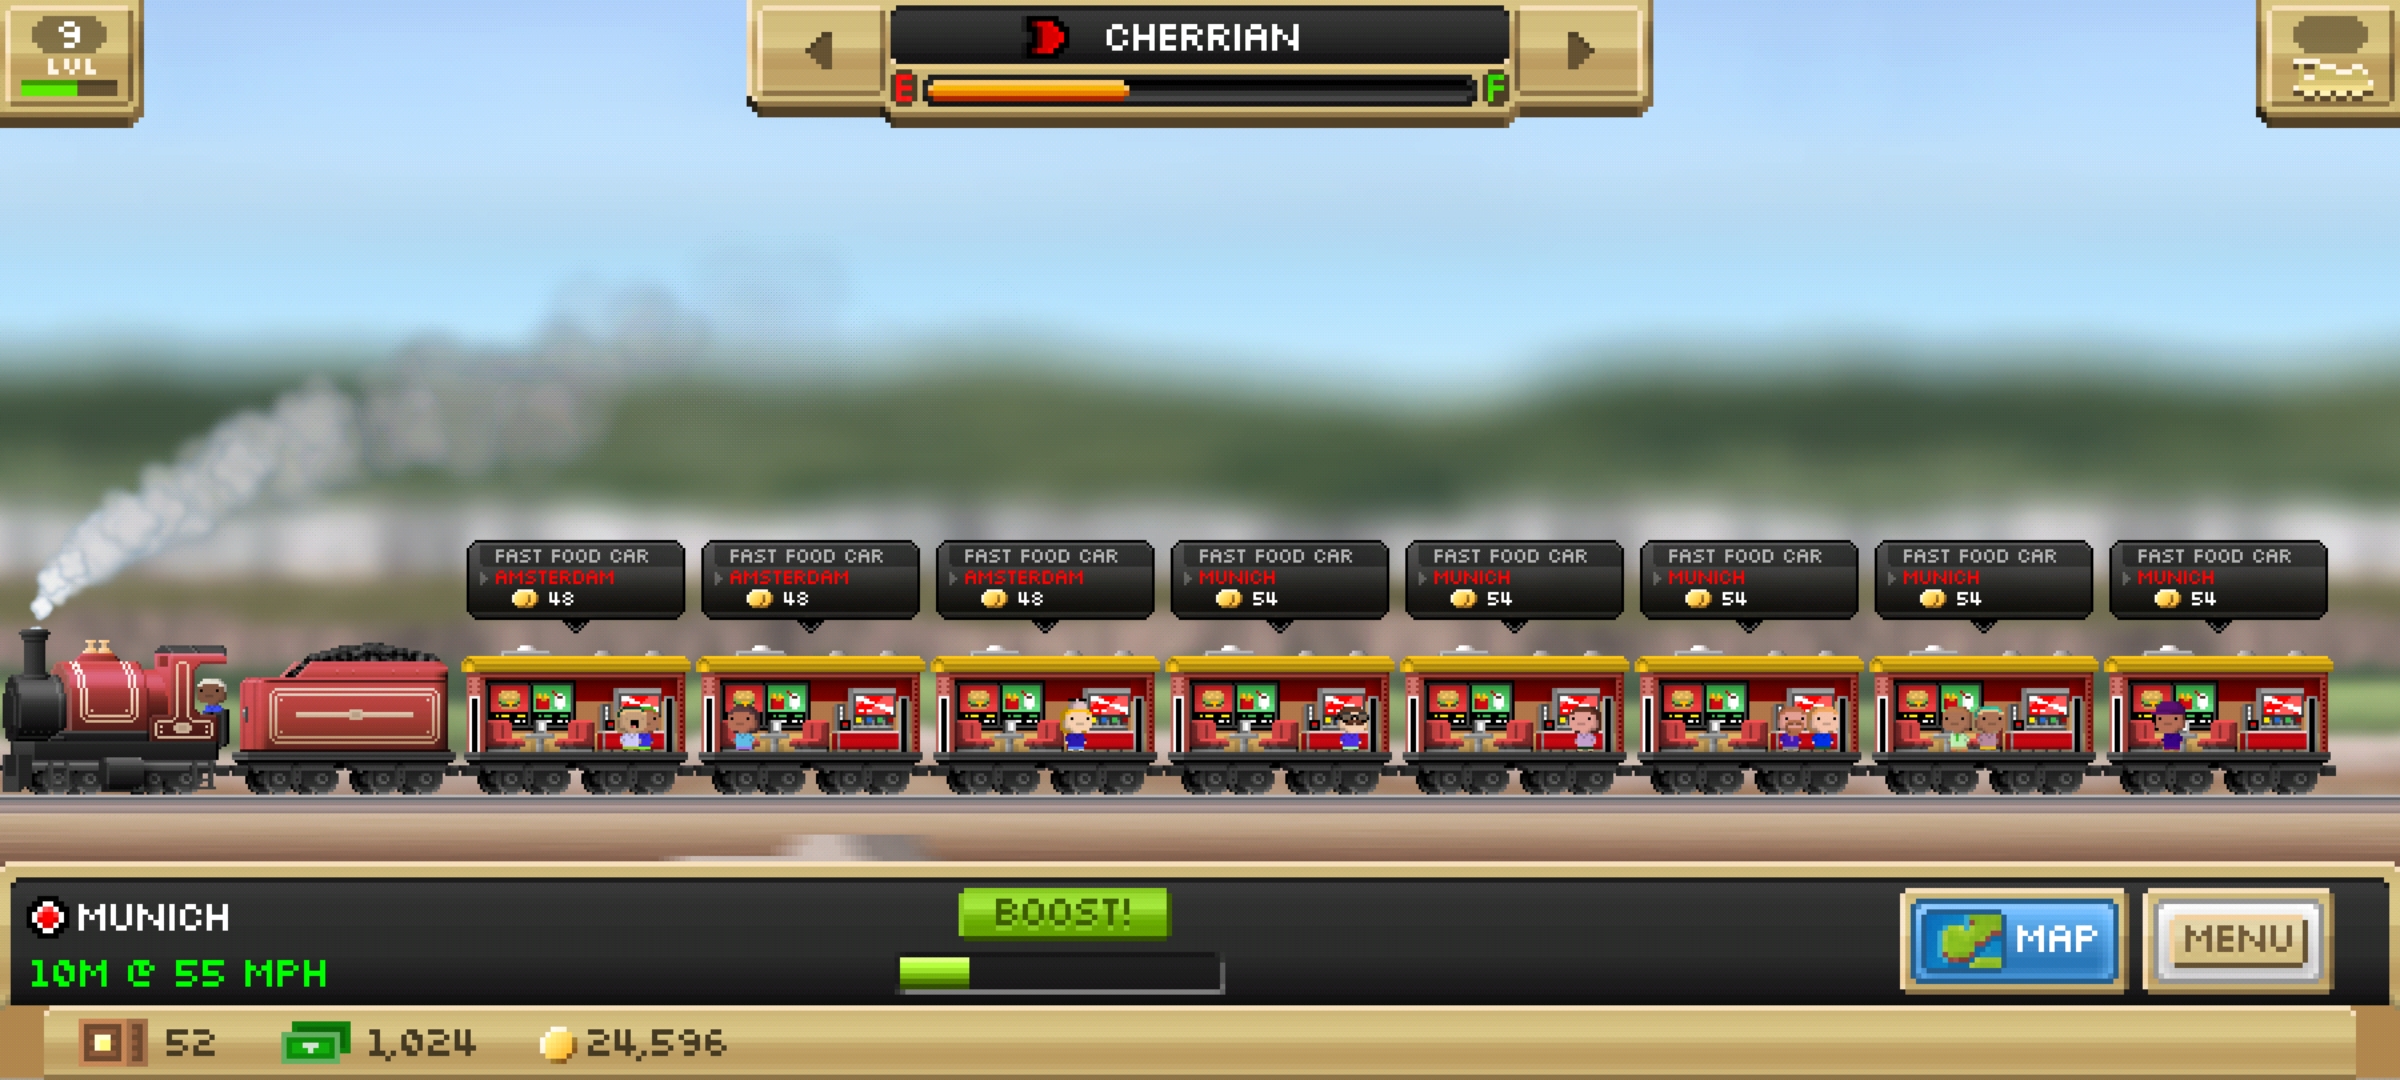 9
LVL
CHERRIAN
E F
FAST FOOD CAR
AMSTERDAM
48
FAST FOOD CAR
AMSTERDAM
48
FAST FOOD CAR
AMSTERDAM
48
FAST FOOD CAR
MUNICH
54
FAST FOOD CAR
MUNICH
54
FAST FOOD CAR
MUNICH
54
FAST FOOD CAR
MUNICH
54
FAST FOOD CAR
MUNICH
54
MUNICH
10M @ 55 MPH
BOOST!
MAP
MENU
52 1,024 24,596